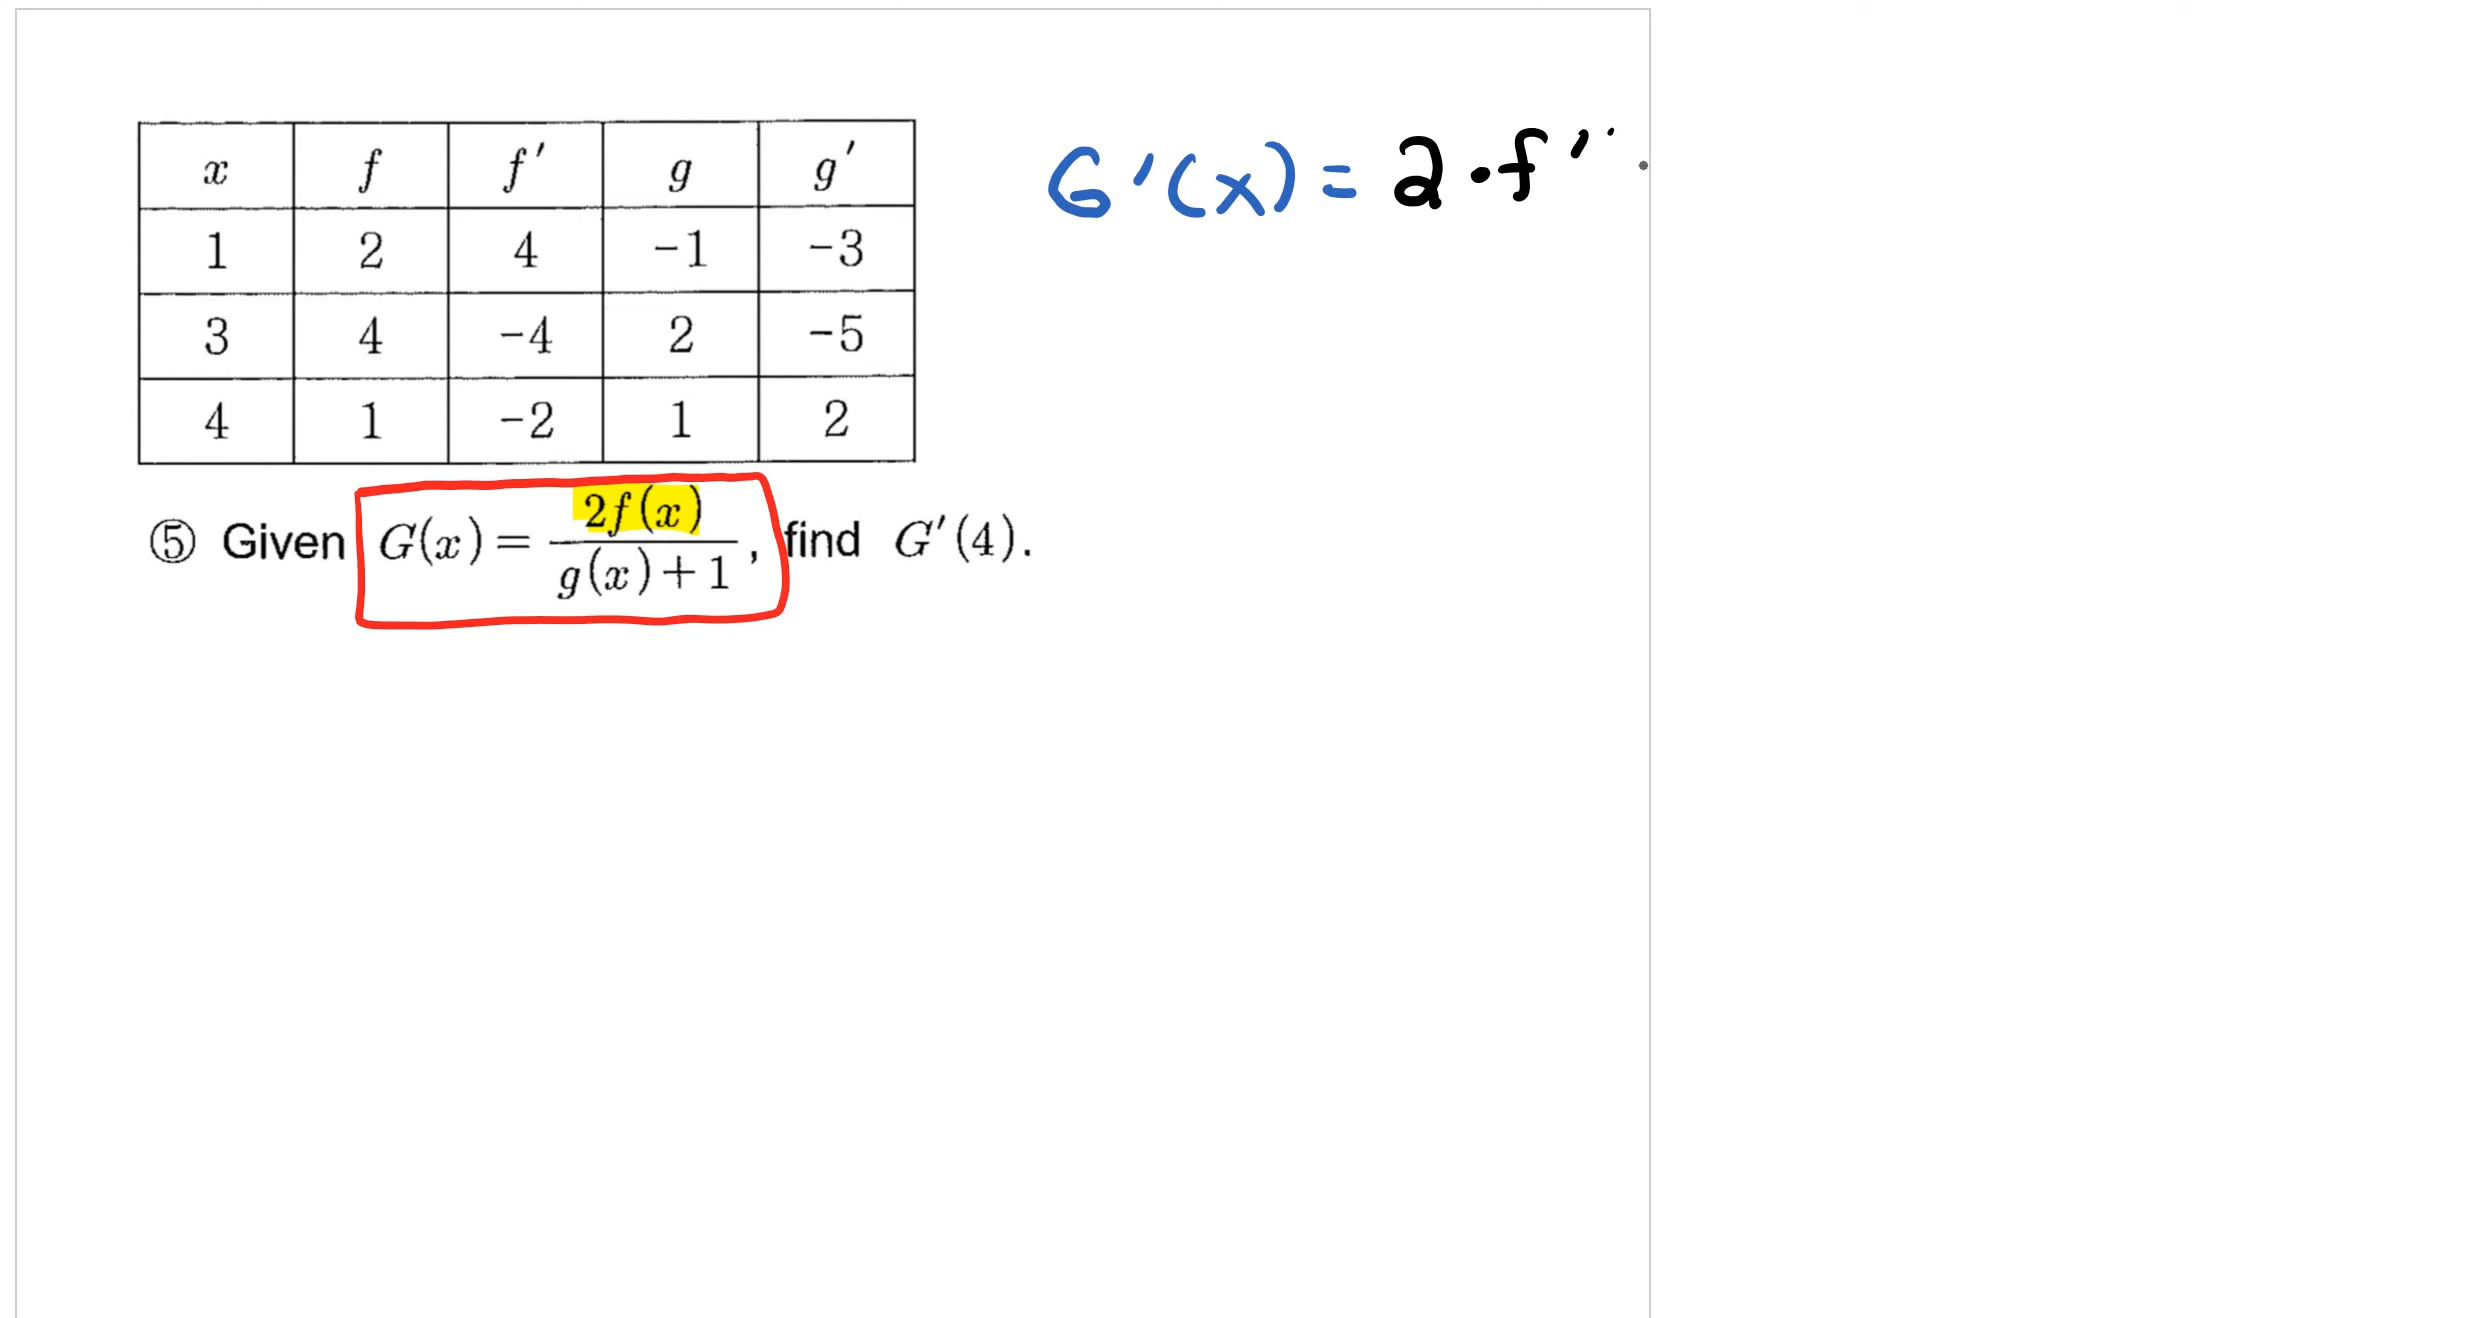 x f f′ g g′
1 2 4 -1 -3
3 4 -4 2 -5
4 1 -2 1 2
G'(x) = 2·f'
⑤ Given G(x) = 2f(x) / g(x)+1 , find G′(4).